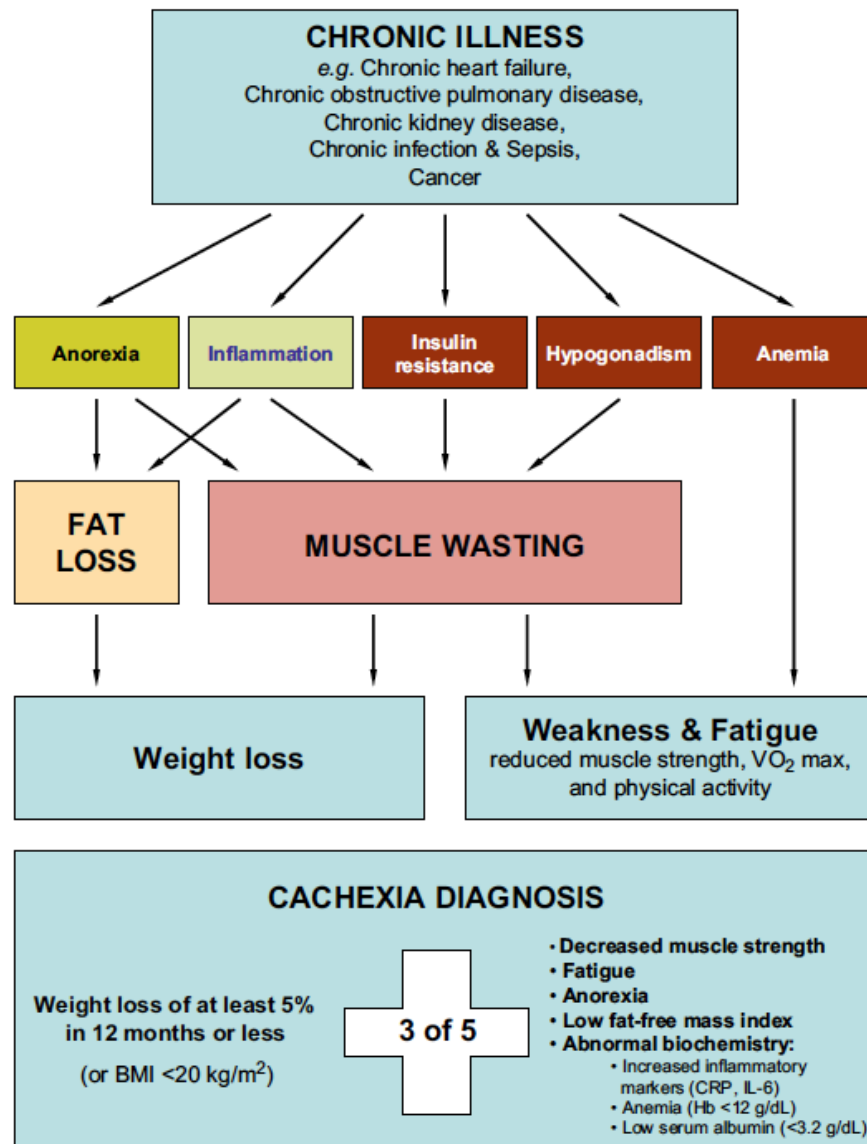 CHRONIC ILLNESS
e.g. Chronic heart failure,
Chronic obstructive pulmonary disease,
Chronic kidney disease,
Chronic infection & Sepsis,
Cancer
Anorexia
Inflammation
Insulin
resistance
Hypogonadism
Anemia
FAT
LOSS
MUSCLE WASTING
Weight loss
Weakness & Fatigue
reduced muscle strength, VO₂ max,
and physical activity
CACHEXIA DIAGNOSIS
Weight loss of at least 5%
in 12 months or less
(or BMI <20 kg/m²)
3 of 5
• Decreased muscle strength
• Fatigue
• Anorexia
• Low fat-free mass index
• Abnormal biochemistry:
• Increased inflammatory
markers (CRP, IL-6)
• Anemia (Hb <12 g/dL)
• Low serum albumin (<3.2 g/dL)